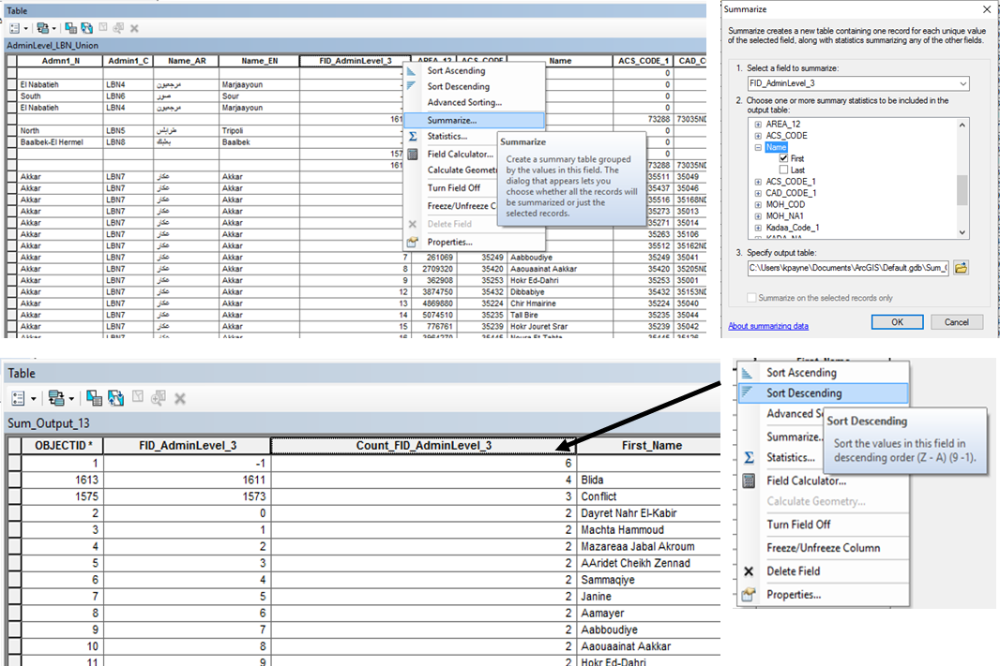 Table
AdminLevel_LBN_Union
Admn1_N Admin1_C Name_AR Name_EN FID_AdminLevel_3 AREA_12 ACS_CODE Name ACS_CODE_1 CAD_CO
0
El Nabatieh LBN4 مرجعيون Marjaayoun 0
South LBN6 صور Sour 0
El Nabatieh LBN4 مرجعيون Marjaayoun 0
161 73288 73035ND
North LBN5 طرابلس Tripoli 0
Baalbek-El Hermel LBN8 بعلبك Baalbek 0
157 0
161 73288 73035ND
Akkar LBN7 عكار Akkar 35511 35049
Akkar LBN7 عكار Akkar 35437 35046
Akkar LBN7 عكار Akkar 35516 35168ND
Akkar LBN7 عكار Akkar 35273 35013
Akkar LBN7 عكار Akkar 35271 35014
Akkar LBN7 عكار Akkar 35263 35106
Akkar LBN7 عكار Akkar 35512 35162ND
Akkar LBN7 عكار Akkar 7 261069 35249 Aabboudiye 35249 35041
Akkar LBN7 عكار Akkar 8 2709320 35420 Aaouaainat Aakkar 35420 35205ND
Akkar LBN7 عكار Akkar 9 362908 35253 Hokr Ed-Dahri 35253 35001
Akkar LBN7 عكار Akkar 12 3874750 35432 Dibbabiye 35432 35153ND
Akkar LBN7 عكار Akkar 13 4869880 35224 Chir Hmairine 35224 35040
Akkar LBN7 عكار Akkar 14 5074510 35235 Tall Bire 35235 35044
Akkar LBN7 عكار Akkar 15 776761 35239 Hokr Jouret Srar 35239 35042
Akkar LBN7 عكار Akkar 16 3964270 35445 Noura Et-Tahta 35445 35126
Sort Ascending
Sort Descending
Advanced Sorting...
Summarize...
Statistics...
Field Calculator...
Calculate Geomet
Turn Field Off
Freeze/Unfreeze C
Delete Field
Properties...
Summarize
Create a summary table grouped
by the values in this field. The
dialog that appears lets you
choose whether all the records will
be summarized or just the
selected records.
Summarize
Summarize creates a new table containing one record for each unique value
of the selected field, along with statistics summarizing any of the other fields.
1. Select a field to summarize:
FID_AdminLevel_3
2. Choose one or more summary statistics to be included in the
output table:
AREA_12
ACS_CODE
Name
First
Last
ACS_CODE_1
CAD_CODE_1
MOH_COD
MOH_NA1
Kadaa_Code_1
KADA_NA
3. Specify output table:
C:\Users\kpayne\Documents\ArcGIS\Default.gdb\Sum_O
Summarize on the selected records only
About summarizing data
OK
Cancel
Table
Sum_Output_13
OBJECTID * FID_AdminLevel_3 Count_FID_AdminLevel_3 First_Name
1 -1 6
1613 1611 4 Blida
1575 1573 3 Conflict
2 0 2 Dayret Nahr El-Kabir
3 1 2 Machta Hammoud
4 2 2 Mazareaa Jabal Akroum
5 3 2 AAridet Cheikh Zennad
6 4 2 Sammaqiye
7 5 2 Janine
8 6 2 Aamayer
9 7 2 Aabboudiye
10 8 2 Aaouaainat Aakkar
11 9 2 Hokr Ed-Dahri
First_Name
Sort Ascending
Sort Descending
Advanced S
Summarize..
Statistics...
Field Calculator...
Calculate Geometry...
Turn Field Off
Freeze/Unfreeze Column
Delete Field
Properties...
Sort Descending
Sort the values in this field in
descending order (Z - A) (9 -1).